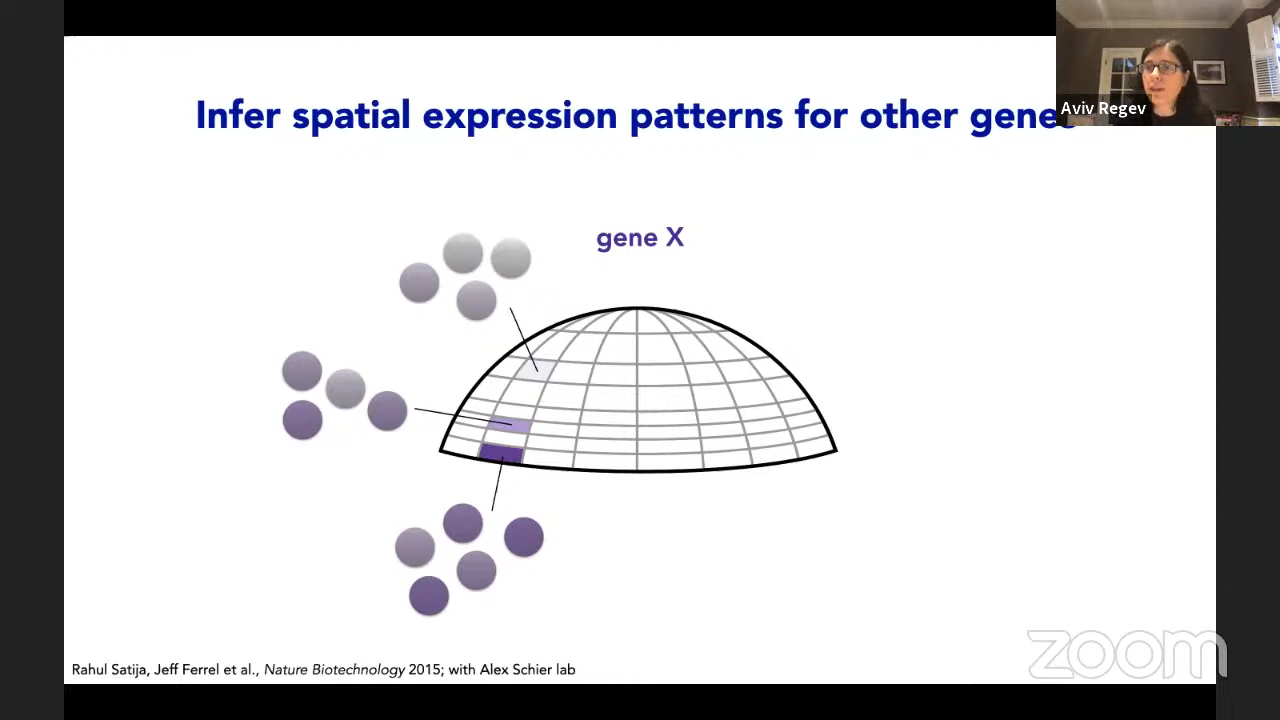 Infer spatial expression patterns for other genes
Aviv Regev
gene X
Rahul Satija, Jeff Ferrel et al., Nature Biotechnology 2015; with Alex Schier lab
zoom